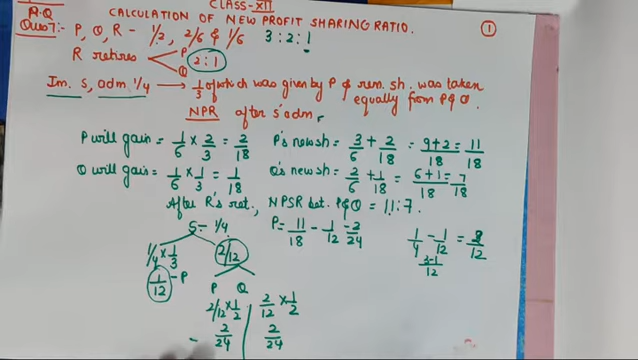 CLASS-XII
P.Q CALCULATION OF NEW PROFIT SHARING RATIO. 1
Quest:- P, Q, R - 1/2, 2/6 & 1/6 3:2:1
R retires P Q 2:1
Im. S, adm 1/4 → 1/3 of which was given by P & rem. sh. was taken
equally from P & Q.
NPR after S' adm.
P will gain = 1/6 × 2/3 = 2/18 P's new sh = 3/6 + 2/18 = 9+2/18 = 11/18
Q will gain = 1/6 × 1/3 = 1/18 Q's new sh = 2/6 + 1/18 = 6+1/18 = 7/18
After R's ret., NPSR bet. P & Q = 11:7.
S - 1/4 P = 11/18 - 1/12 - 2/24
1/4 × 1/3 2/12 1/4 - 1/12 = /12
1/12 - P 2-1/12
P Q
2/12 × 1/2 2/12 × 1/2
- 2/24 2/24